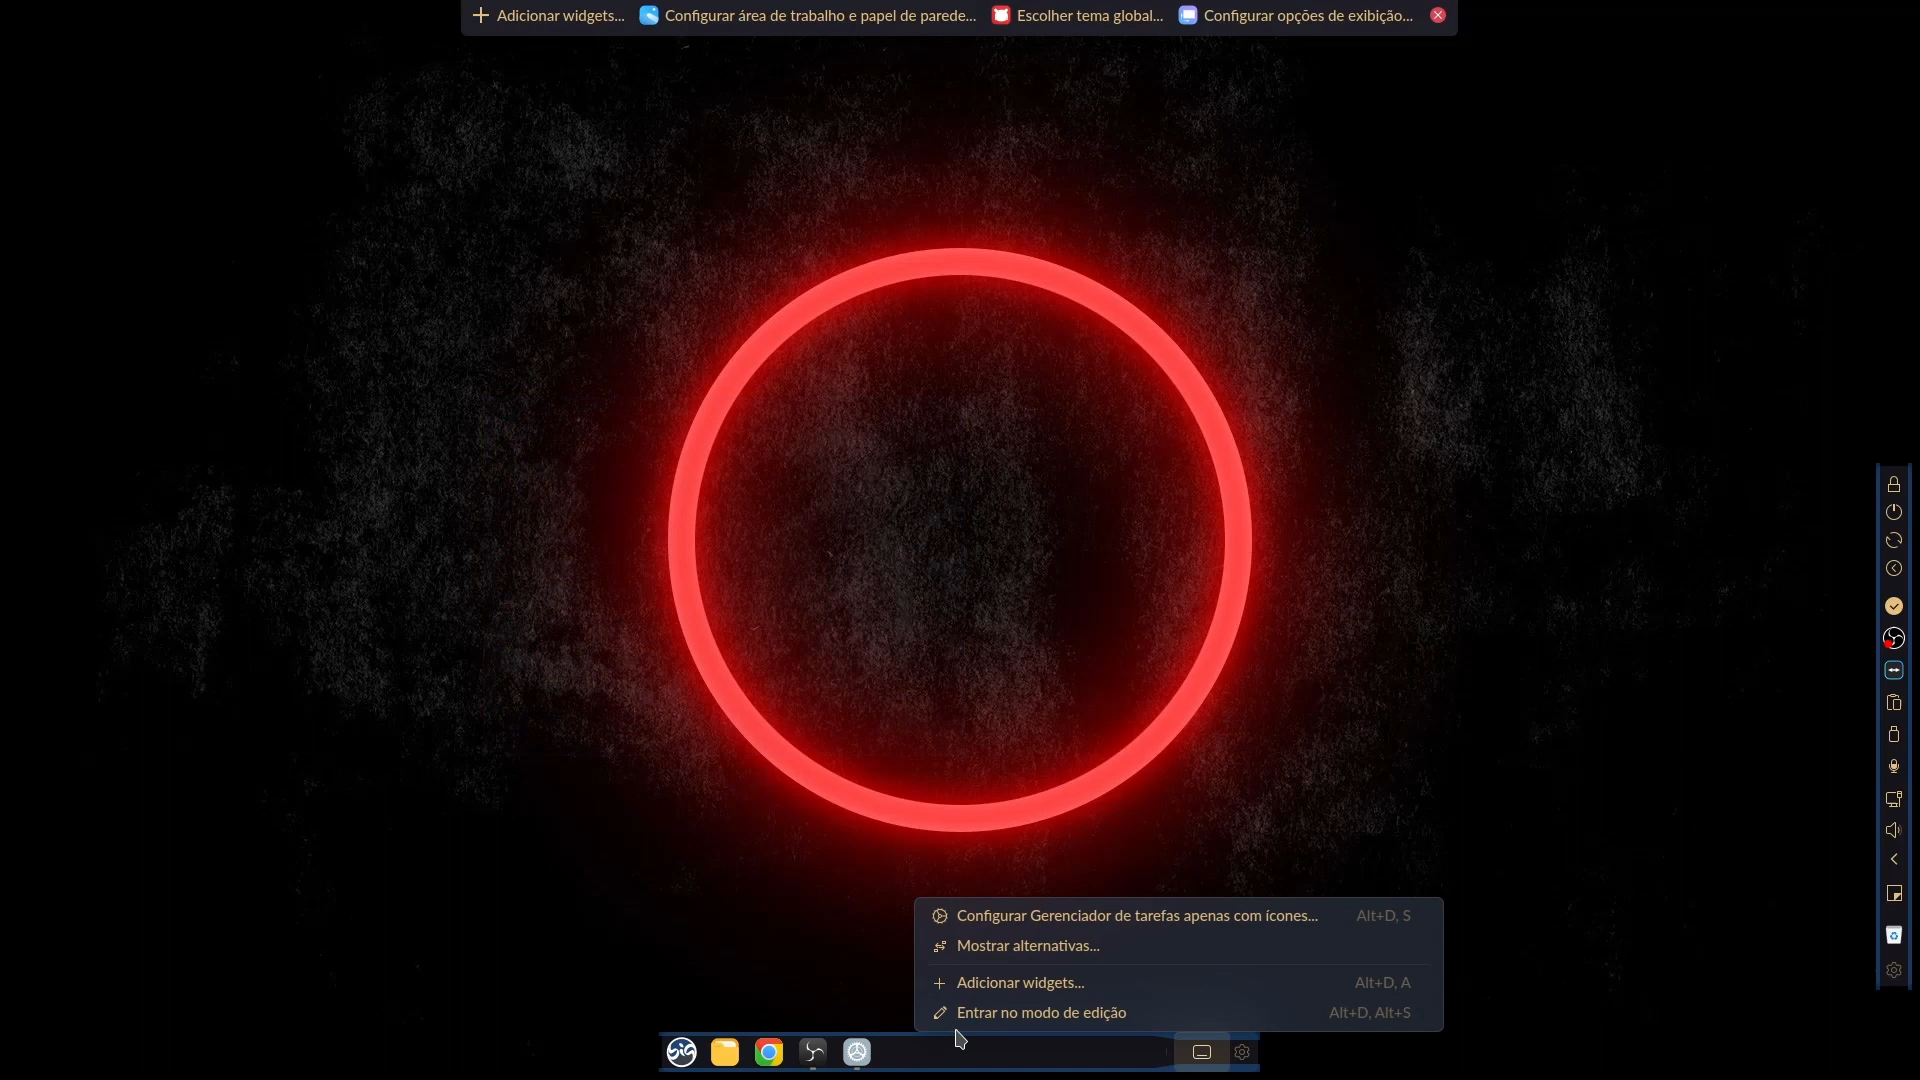 Adicionar widgets...
Configurar área de trabalho e papel de parede...
Escolher tema global...
Configurar opções de exibição...
Configurar Gerenciador de tarefas apenas com ícones... Alt+D, S
Mostrar alternativas...
Adicionar widgets... Alt+D, A
Entrar no modo de edição Alt+D, Alt+S
big